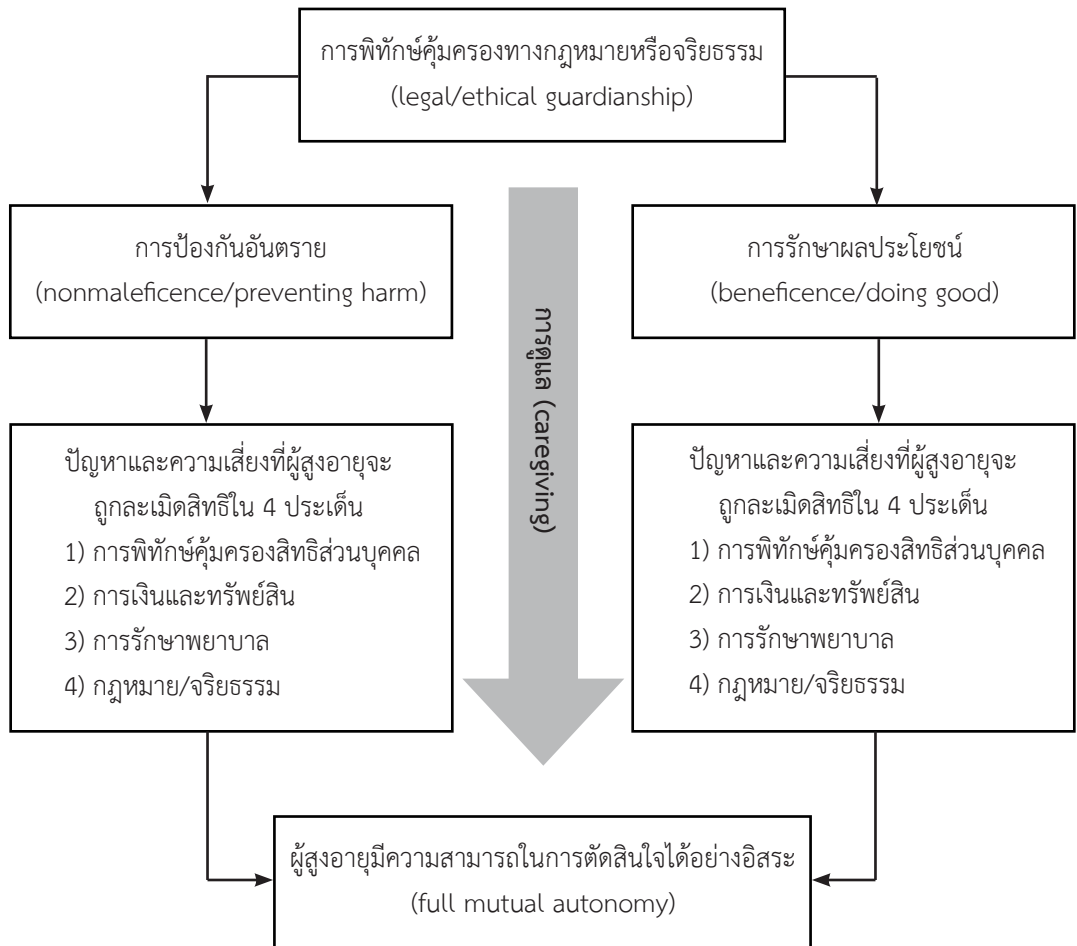 การพิทักษ์คุ้มครองทางกฎหมายหรือจริยธรรม
(legal/ethical guardianship)
การป้องกันอันตราย
(nonmaleficence/preventing harm)
การรักษาผลประโยชน์
(beneficence/doing good)
การดูแล (caregiving)
ปัญหาและความเสี่ยงที่ผู้สูงอายุจะ
ถูกละเมิดสิทธิใน 4 ประเด็น
1) การพิทักษ์คุ้มครองสิทธิส่วนบุคคล
2) การเงินและทรัพย์สิน
3) การรักษาพยาบาล
4) กฎหมาย/จริยธรรม
ปัญหาและความเสี่ยงที่ผู้สูงอายุจะ
ถูกละเมิดสิทธิใน 4 ประเด็น
1) การพิทักษ์คุ้มครองสิทธิส่วนบุคคล
2) การเงินและทรัพย์สิน
3) การรักษาพยาบาล
4) กฎหมาย/จริยธรรม
ผู้สูงอายุมีความสามารถในการตัดสินใจได้อย่างอิสระ
(full mutual autonomy)